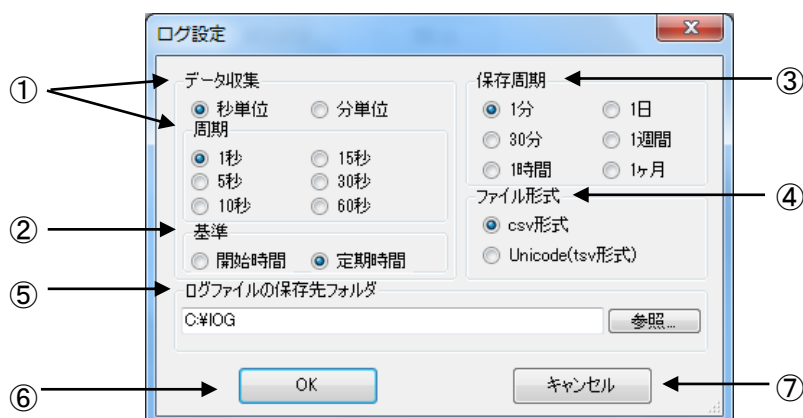 ログ設定
①
データ収集
秒単位
分単位
周期
1秒
15秒
5秒
30秒
10秒
60秒
②
基準
開始時間
定期時間
③
保存周期
1分
1日
30分
1週間
1時間
1ヶ月
④
ファイル形式
csv形式
Unicode(tsv形式)
⑤
ログファイルの保存先フォルダ
C:¥IOG
参照...
⑥
OK
キャンセル
⑦